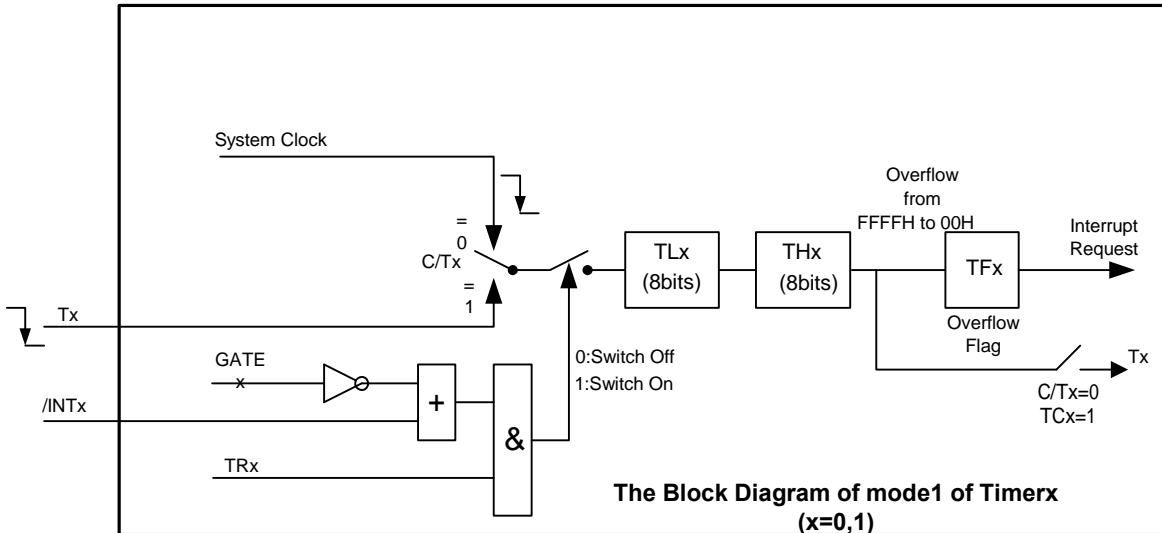 System Clock
=
0
C/Tx
=
1
Tx
GATE
x
/INTx
TRx
+
&
0:Switch Off
1:Switch On
TLx
(8bits)
THx
(8bits)
Overflow
from
FFFFH to 00H
TFx
Overflow
Flag
Interrupt
Request
Tx
C/Tx=0
TCx=1
The Block Diagram of mode1 of Timerx
(x=0,1)